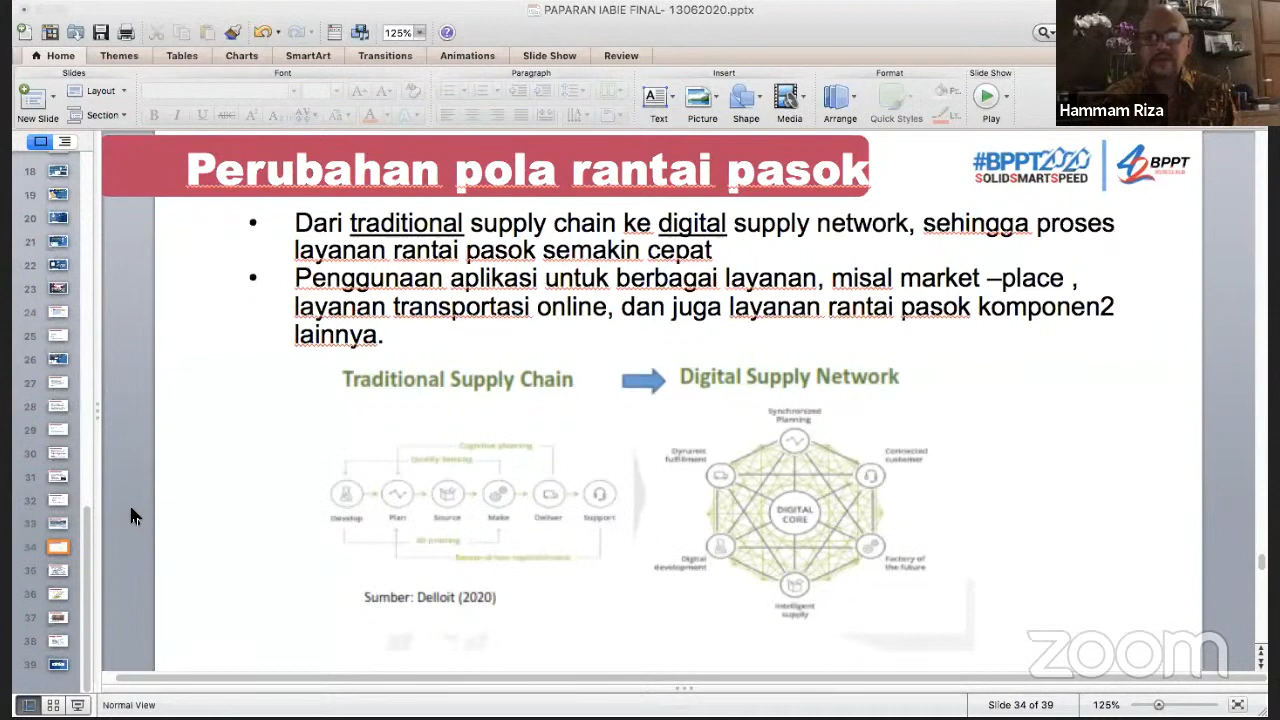 PAPARAN IABIE FINAL- 13062020.pptx
125%
Home Themes Tables Charts SmartArt Transitions Animations Slide Show Review
Slides Font Paragraph Insert Format Slide Show
New Slide Layout Section Text Picture Shape Media Arrange Quick Styles Play
Hammam Riza
Perubahan pola rantai pasok
#BPPT2020
SOLIDSMARTSPEED
BPPT
• Dari traditional supply chain ke digital supply network, sehingga proses
layanan rantai pasok semakin cepat
• Penggunaan aplikasi untuk berbagai layanan, misal market –place ,
layanan transportasi online, dan juga layanan rantai pasok komponen2
lainnya.
Traditional Supply Chain
Digital Supply Network
Cognitive planning
Quality sensing
Develop Plan Source Make Deliver Support
3D printing
Sumber: Delloit (2020)
Synchronized
Planning
Dynamic
fulfillment
Connected
customer
DIGITAL
CORE
Digital
development
Factory of
the future
Intelligent
supply
zoom
18
19
20
21
22
23
24
25
26
27
28
29
30
31
32
33
34
35
36
37
38
39
Normal View
Slide 34 of 39
125%